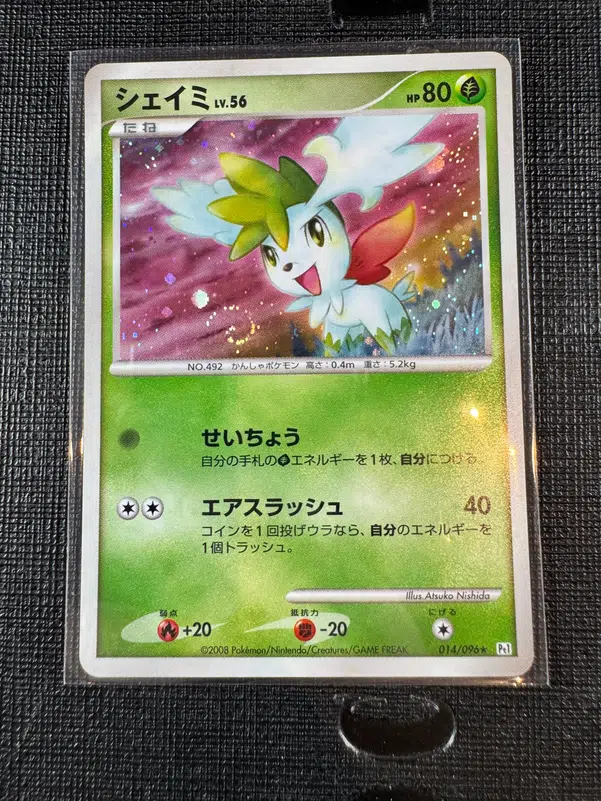 シェイミ LV.56 HP 80
たね
NO.492 かんしゃポケモン 高さ:0.4m 重さ:5.2kg
せいちょう
自分の手札のエネルギーを1枚、自分につける。
エアスラッシュ 40
コインを1回投げウラなら、自分のエネルギーを
1個トラッシュ。
Illus.Atsuko Nishida
弱点 抵抗力 にげる
+20 -20
©2008 Pokémon/Nintendo/Creatures/GAME FREAK 014/096★ Pt1